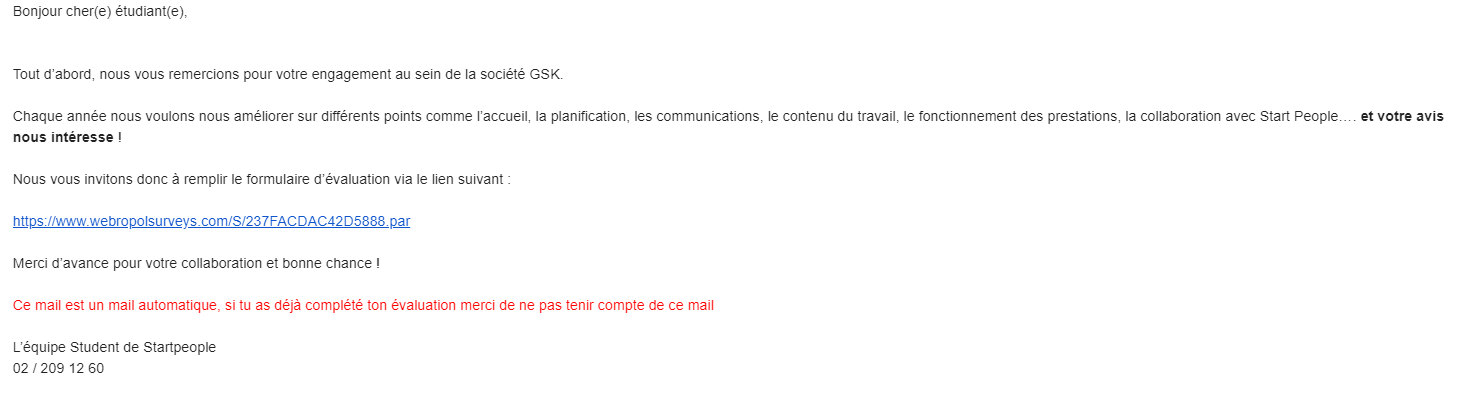 Bonjour cher(e) étudiant(e),
Tout d’abord, nous vous remercions pour votre engagement au sein de la société GSK.
Chaque année nous voulons nous améliorer sur différents points comme l’accueil, la planification, les communications, le contenu du travail, le fonctionnement des prestations, la collaboration avec Start People…. et votre avis
nous intéresse !
Nous vous invitons donc à remplir le formulaire d’évaluation via le lien suivant :
https://www.webropolsurveys.com/S/237FACDAC42D5888.par
Merci d’avance pour votre collaboration et bonne chance !
Ce mail est un mail automatique, si tu as déjà complété ton évaluation merci de ne pas tenir compte de ce mail
L’équipe Student de Startpeople
02 / 209 12 60